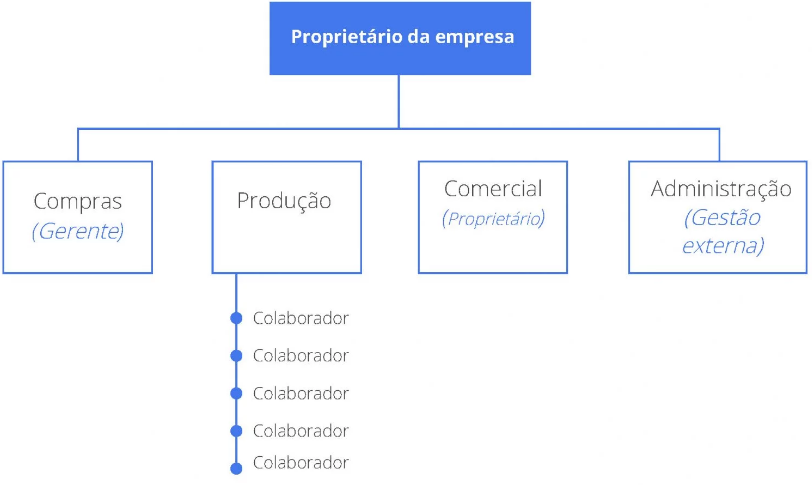 Proprietário da empresa
Compras
(Gerente)
Produção
Comercial
(Proprietário)
Administração
(Gestão
externa)
Colaborador
Colaborador
Colaborador
Colaborador
Colaborador